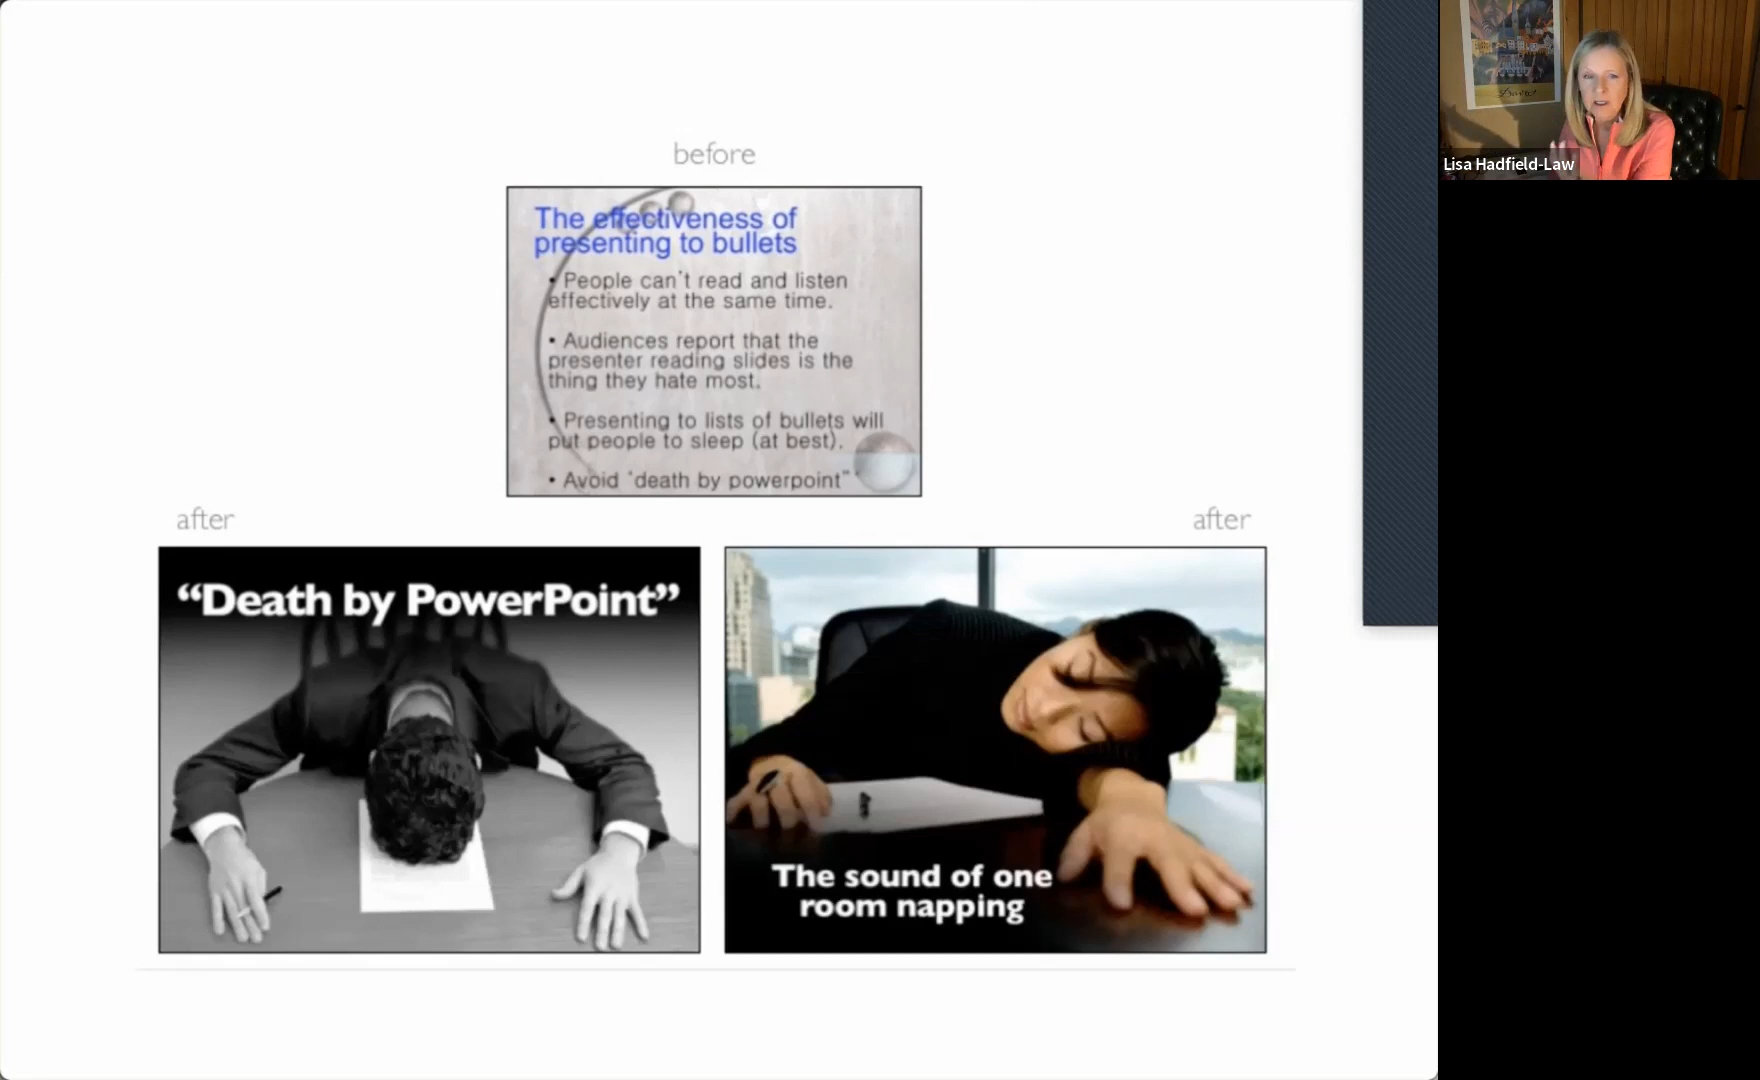 before
The effectiveness of
presenting to bullets
• People can't read and listen
effectively at the same time.
• Audiences report that the
presenter reading slides is the
thing they hate most.
• Presenting to lists of bullets will
put people to sleep (at best).
• Avoid "death by powerpoint"
after
“Death by PowerPoint”
after
The sound of one
room napping
Lisa Hadfield-Law